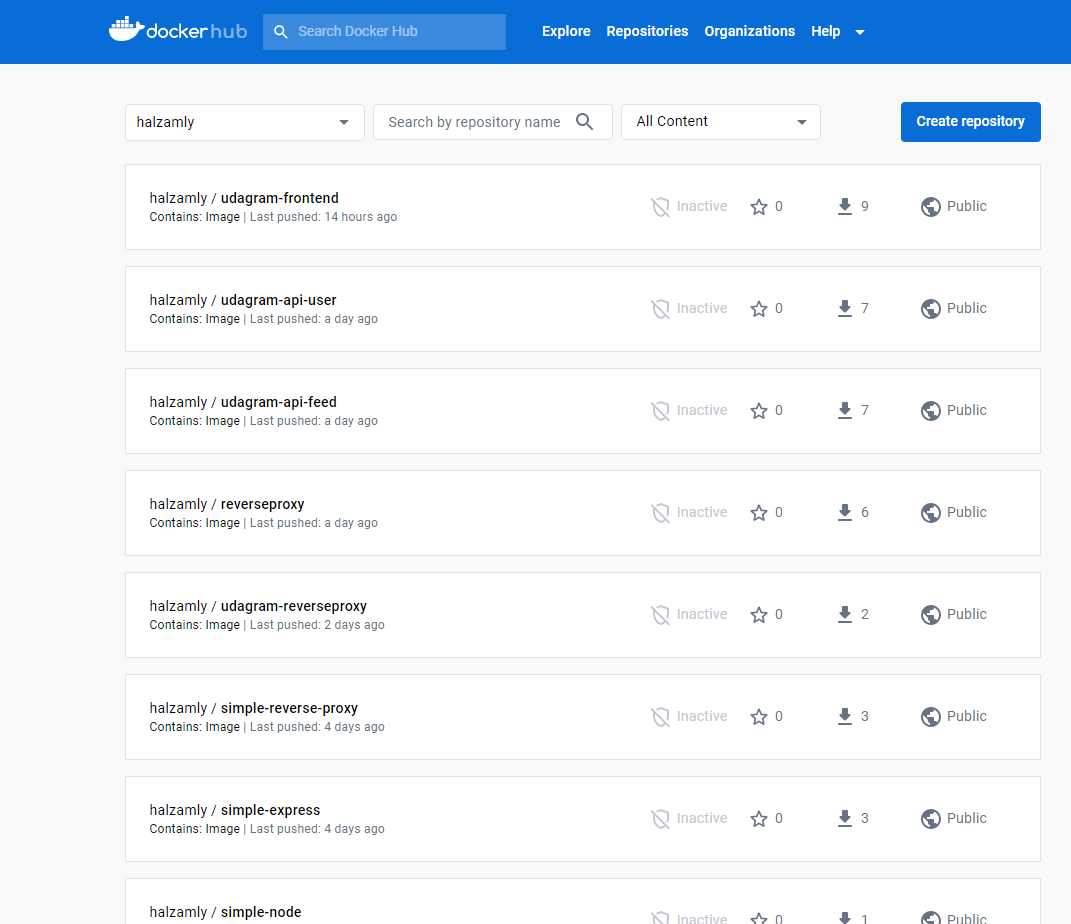 dockerhub Search Docker Hub Explore Repositories Organizations Help
halzamly Search by repository name All Content Create repository
halzamly / udagram-frontend
Contains: Image | Last pushed: 14 hours ago
Inactive 0 9 Public
halzamly / udagram-api-user
Contains: Image | Last pushed: a day ago
Inactive 0 7 Public
halzamly / udagram-api-feed
Contains: Image | Last pushed: a day ago
Inactive 0 7 Public
halzamly / reverseproxy
Contains: Image | Last pushed: a day ago
Inactive 0 6 Public
halzamly / udagram-reverseproxy
Contains: Image | Last pushed: 2 days ago
Inactive 0 2 Public
halzamly / simple-reverse-proxy
Contains: Image | Last pushed: 4 days ago
Inactive 0 3 Public
halzamly / simple-express
Contains: Image | Last pushed: 4 days ago
Inactive 0 3 Public
halzamly / simple-node
Inactive 0 1 Public